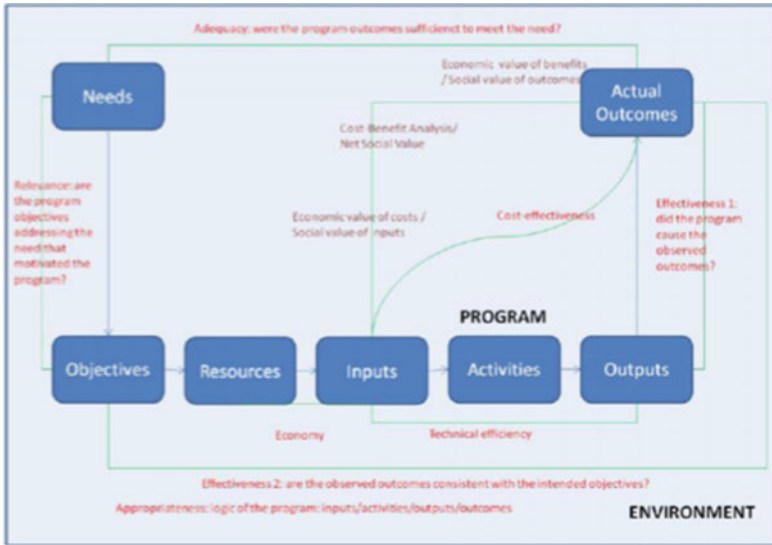 Adequacy: were the program outcomes sufficienct to meet the need?
Needs
Economic value of benefits
/Social value of outcomes
Actual
Outcomes
Cost-Benefit Analysis/
Net Social Value
Relevance: are
the program
objectives
addressing the
need that
motivated the
program?
Economic value of costs /
Social value of inputs
Cost-effectiveness
Effectiveness 1:
did the program
cause the
observed
outcomes?
PROGRAM
Objectives
Resources
Inputs
Activities
Outputs
Economy
Technical efficiency
Effectiveness 2: are the observed outcomes consistent with the intended objectives?
Appropriateness: logic of the program: inputs/activities/outputs/outcomes
ENVIRONMENT